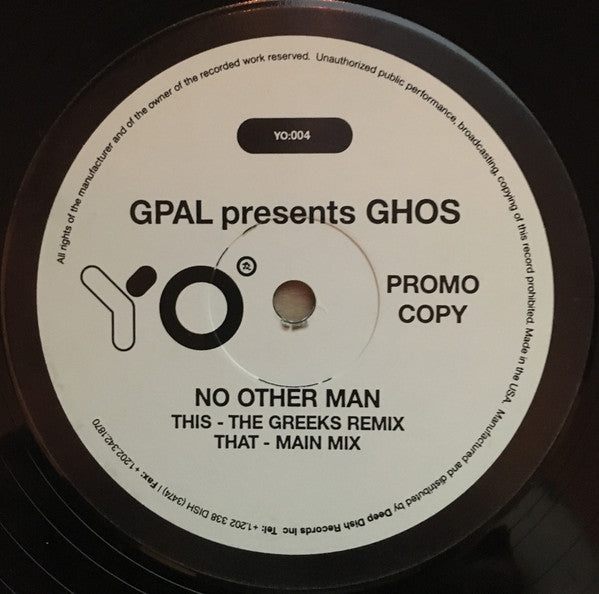 All rights of the manufacturer and of the owner of the recorded work reserved. Unauthorized public performance, broadcasting, copying of this record prohibited. Made in the USA. Manufactured and distributed by Deep Dish Records Inc Tel: +1.202 338 DISH (3474) / Fax: +1.202.342.1870
YO:004
GPAL presents GHOS
YO
PROMO
COPY
NO OTHER MAN
THIS - THE GREEKS REMIX
THAT - MAIN MIX